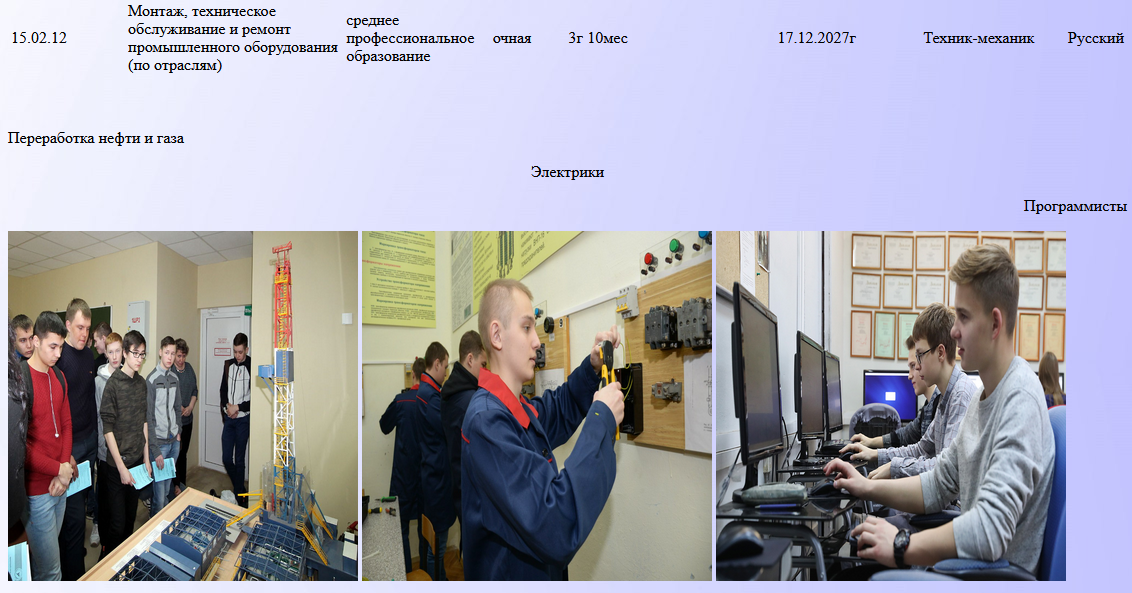 15.02.12
Монтаж, техническое
обслуживание и ремонт
промышленного оборудования
(по отраслям)
среднее
профессиональное
образование
очная
3г 10мес
17.12.2027г
Техник-механик
Русский
Переработка нефти и газа
Электрики
Программисты